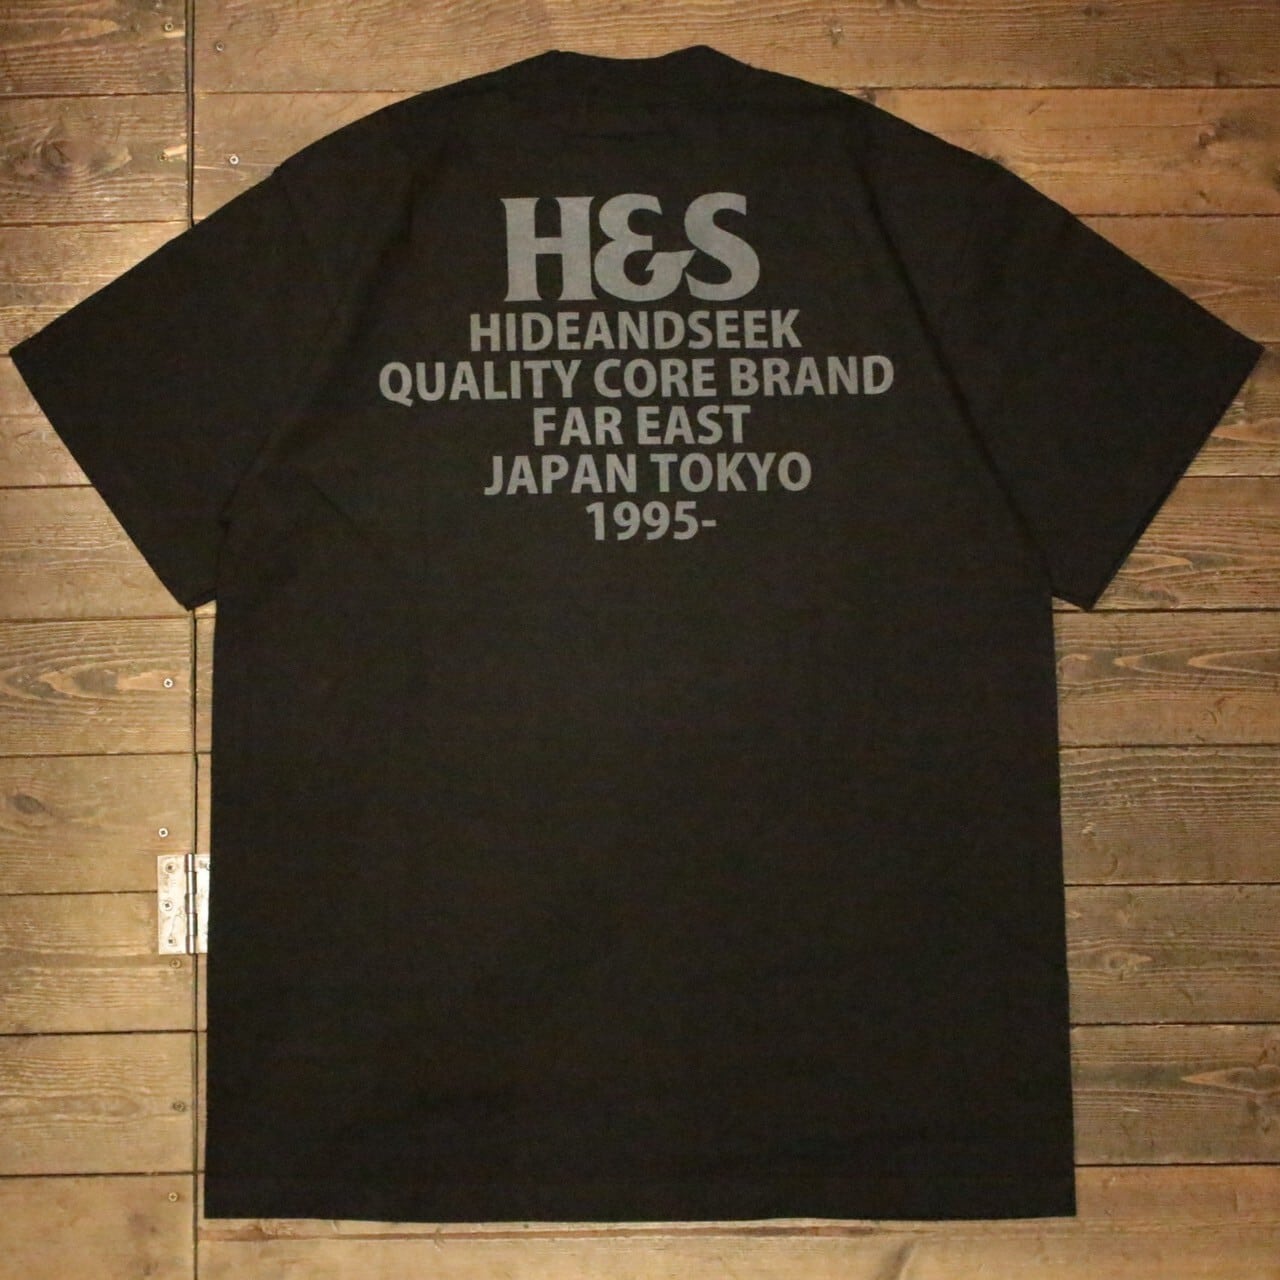 H&S
HIDEANDSEEK
QUALITY CORE BRAND
FAR EAST
JAPAN TOKYO
1995-